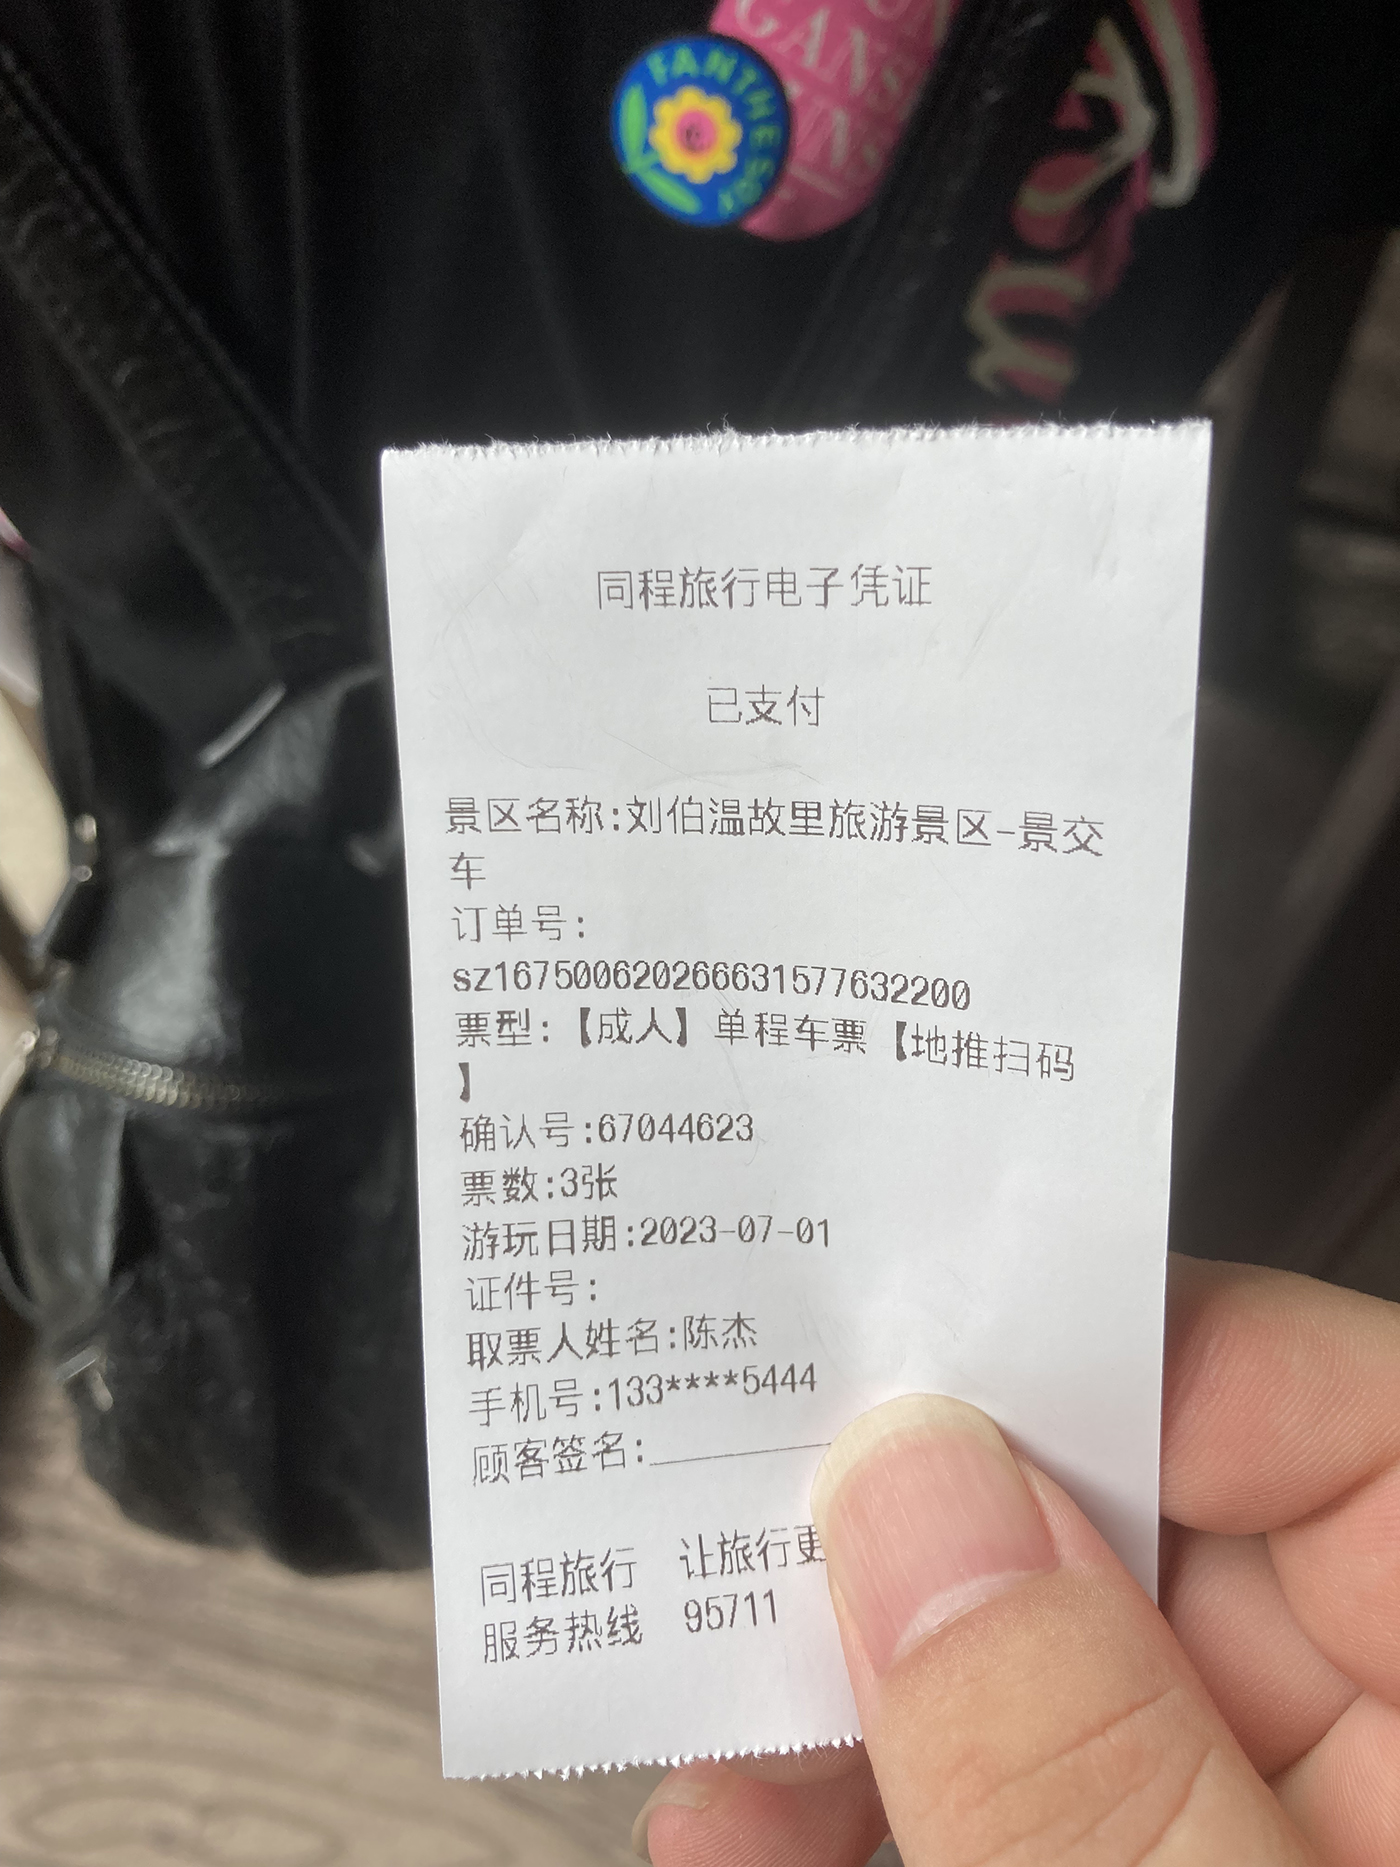 FANTHESOY
同程旅行电子凭证
已支付
景区名称:刘伯温故里旅游景区-景交
车
订单号:
sz1675006202666631577632200
票型:【成人】单程车票【地推扫码
】
确认号:67044623
票数:3张
游玩日期:2023-07-01
证件号:
取票人姓名:陈杰
手机号:133****5444
顾客签名:
同程旅行 让旅行更
服务热线 95711